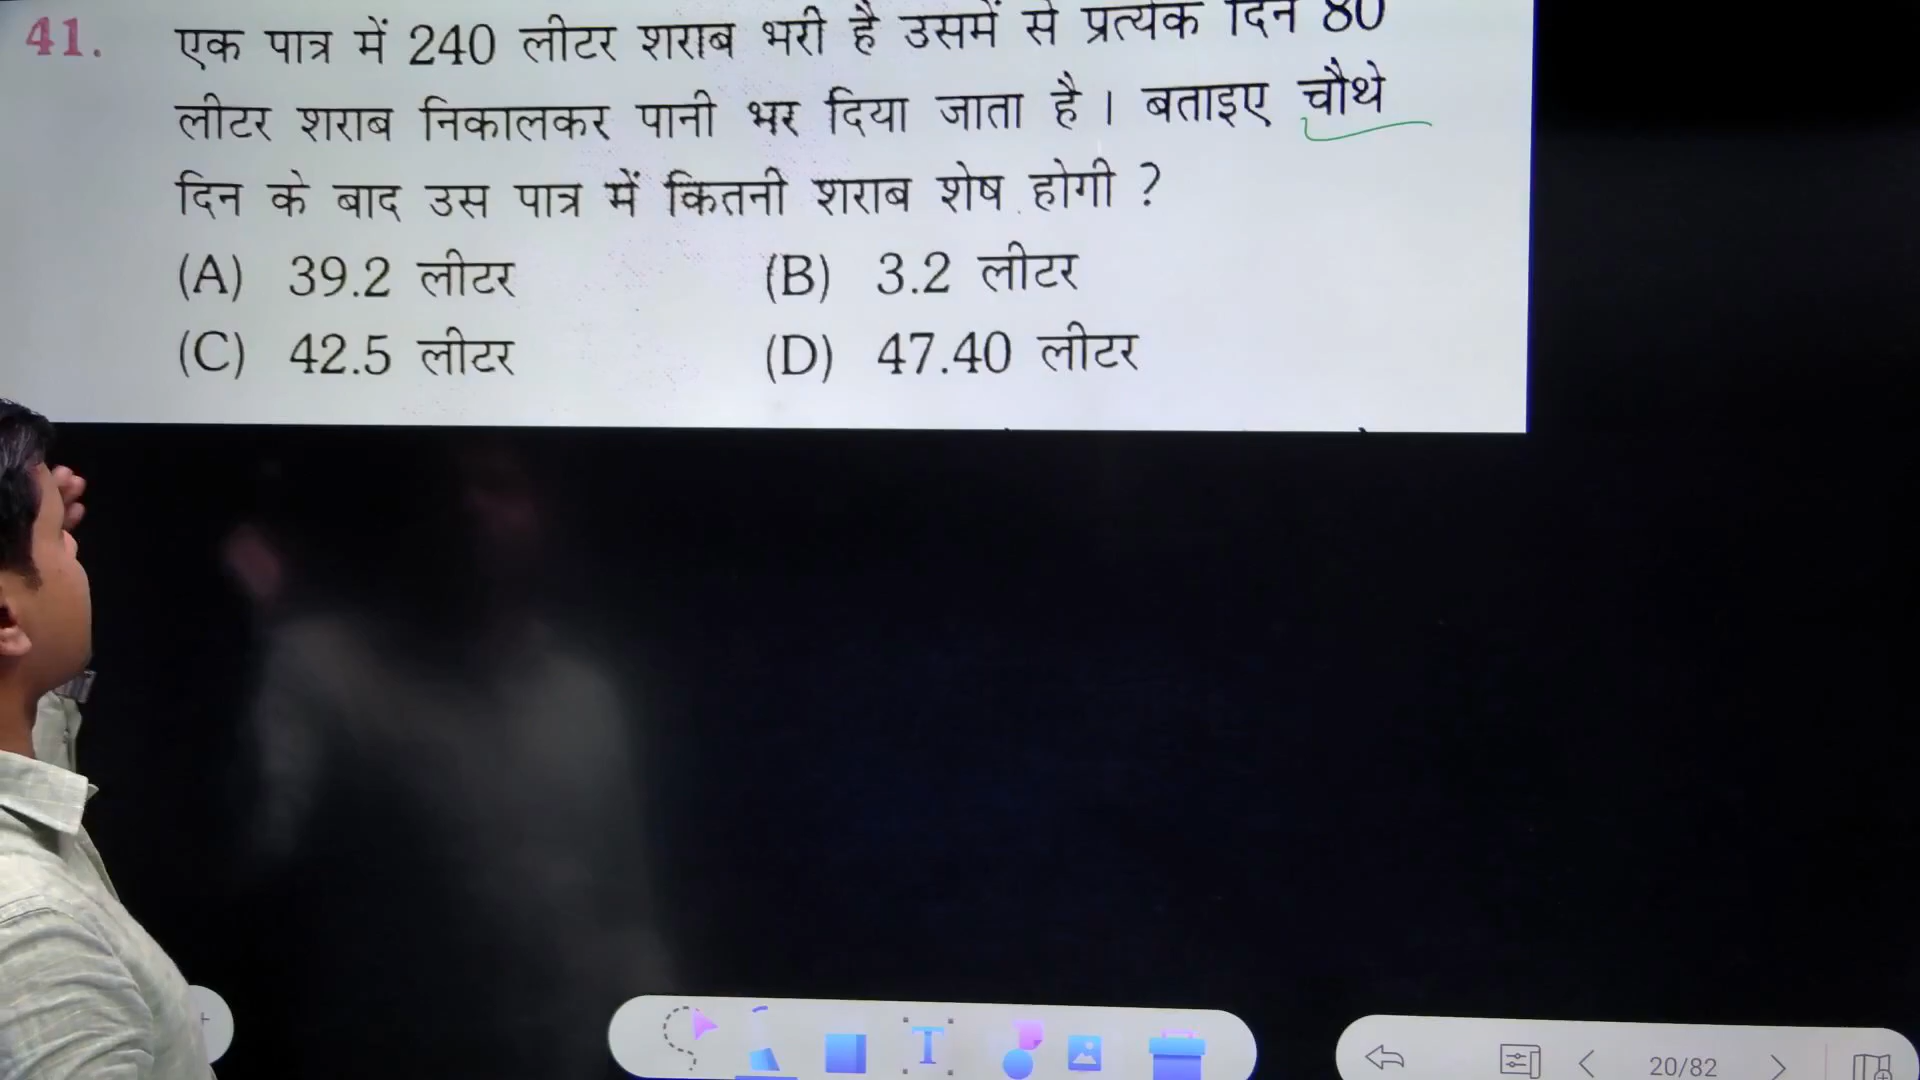 41. एक पात्र में 240 लीटर शराब भरी है उसमें से प्रत्येक दिन 80
लीटर शराब निकालकर पानी भर दिया जाता है । बताइए चौथे
दिन के बाद उस पात्र में कितनी शराब शेष होगी ?
(A) 39.2 लीटर (B) 3.2 लीटर
(C) 42.5 लीटर (D) 47.40 लीटर
T
20/82